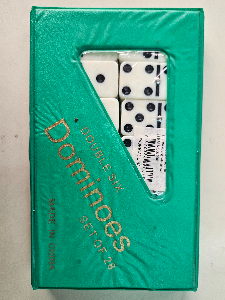 DOUBLE SIX
Dominoes
SET OF 28